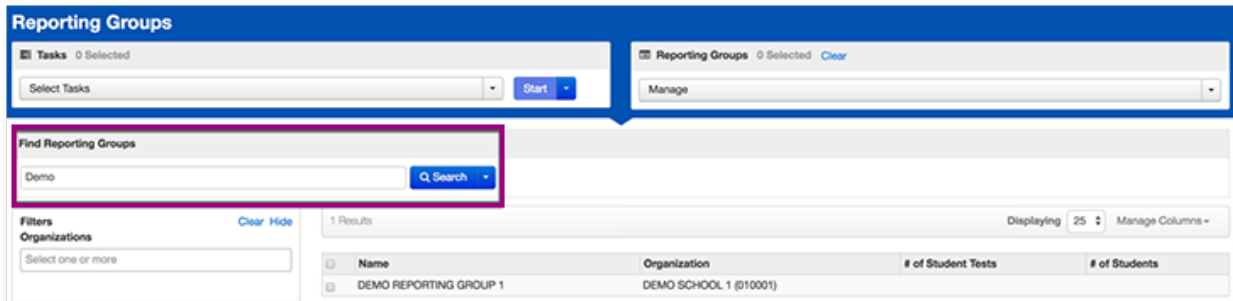 Reporting Groups
Tasks 0 Selected
Reporting Groups 0 Selected Clear
Select Tasks Start
Manage
Find Reporting Groups
Demo Search
Filters Clear Hide
1 Results Displaying 25 Manage Columns
Organizations
Select one or more
Name Organization # of Student Tests # of Students
DEMO REPORTING GROUP 1 DEMO SCHOOL 1 (010001)